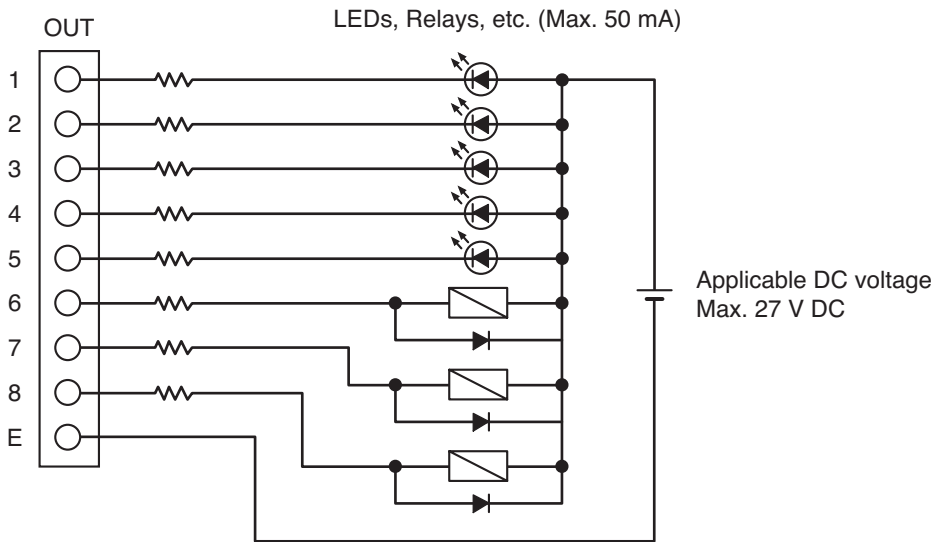 LEDs, Relays, etc. (Max. 50 mA)
OUT
1
2
3
4
5
6
7
8
E
Applicable DC voltage
Max. 27 V DC